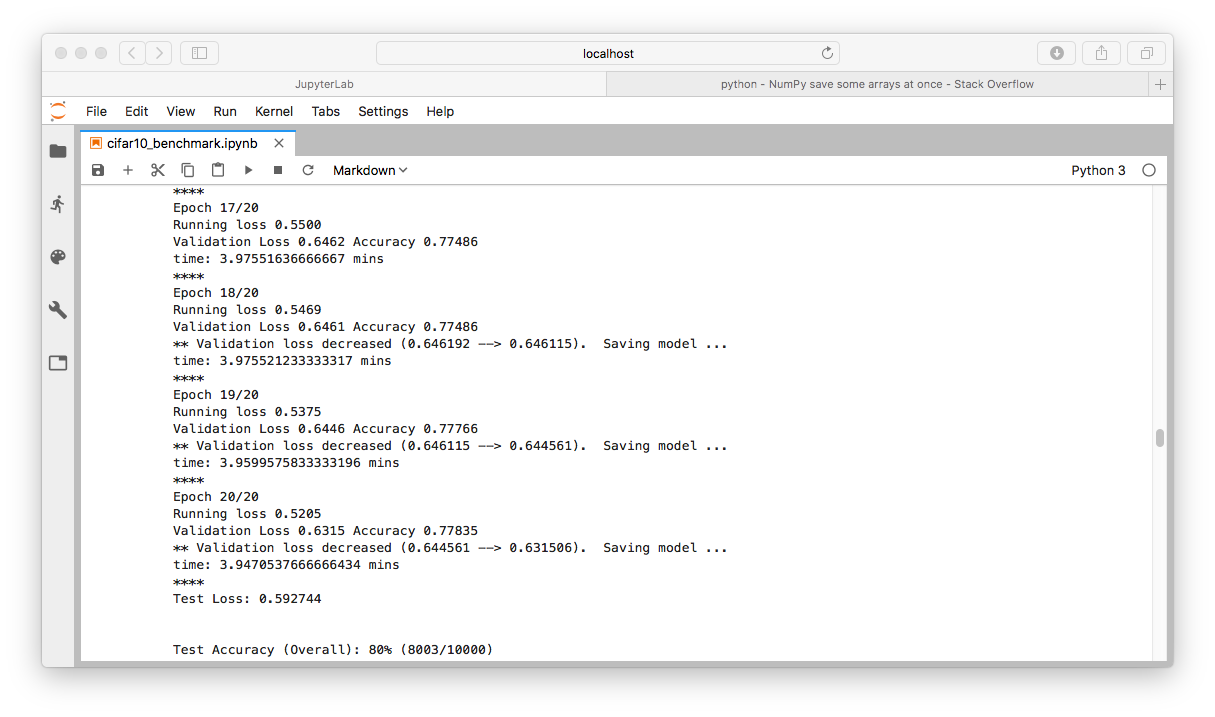 localhost
JupyterLab
python - NumPy save some arrays at once - Stack Overflow
File Edit View Run Kernel Tabs Settings Help
cifar10_benchmark.ipynb
Markdown
Python 3
****
Epoch 17/20
Running loss 0.5500
Validation Loss 0.6462 Accuracy 0.77486
time: 3.97551636666667 mins
****
Epoch 18/20
Running loss 0.5469
Validation Loss 0.6461 Accuracy 0.77486
** Validation loss decreased (0.646192 --> 0.646115).  Saving model ...
time: 3.975521233333317 mins
****
Epoch 19/20
Running loss 0.5375
Validation Loss 0.6446 Accuracy 0.77766
** Validation loss decreased (0.646115 --> 0.644561).  Saving model ...
time: 3.9599575833333196 mins
****
Epoch 20/20
Running loss 0.5205
Validation Loss 0.6315 Accuracy 0.77835
** Validation loss decreased (0.644561 --> 0.631506).  Saving model ...
time: 3.9470537666666434 mins
****
Test Loss: 0.592744
Test Accuracy (Overall): 80% (8003/10000)